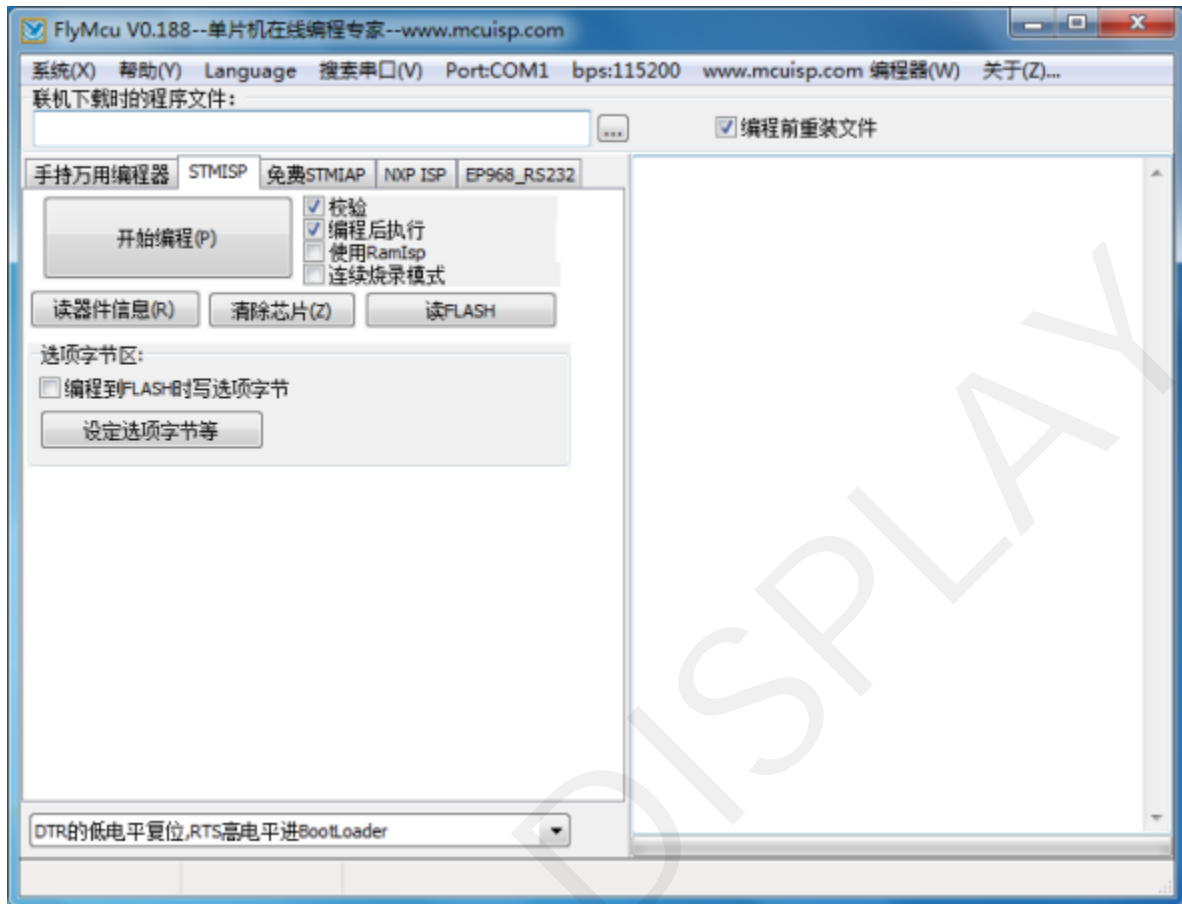 FlyMcu V0.188--单片机在线编程专家--www.mcuisp.com
系统(X) 帮助(Y) Language 搜索串口(V) Port:COM1 bps:115200 www.mcuisp.com 编程器(W) 关于(Z)...
联机下载时的程序文件:
... 编程前重装文件
手持万用编程器 STMISP 免费STMIAP NXP ISP EP968_RS232
开始编程(P)
校验
编程后执行
使用RamIsp
连续烧录模式
读器件信息(R) 清除芯片(Z) 读FLASH
选项字节区:
编程到FLASH时写选项字节
设定选项字节等
DTR的低电平复位,RTS高电平进BootLoader
DISPLAY